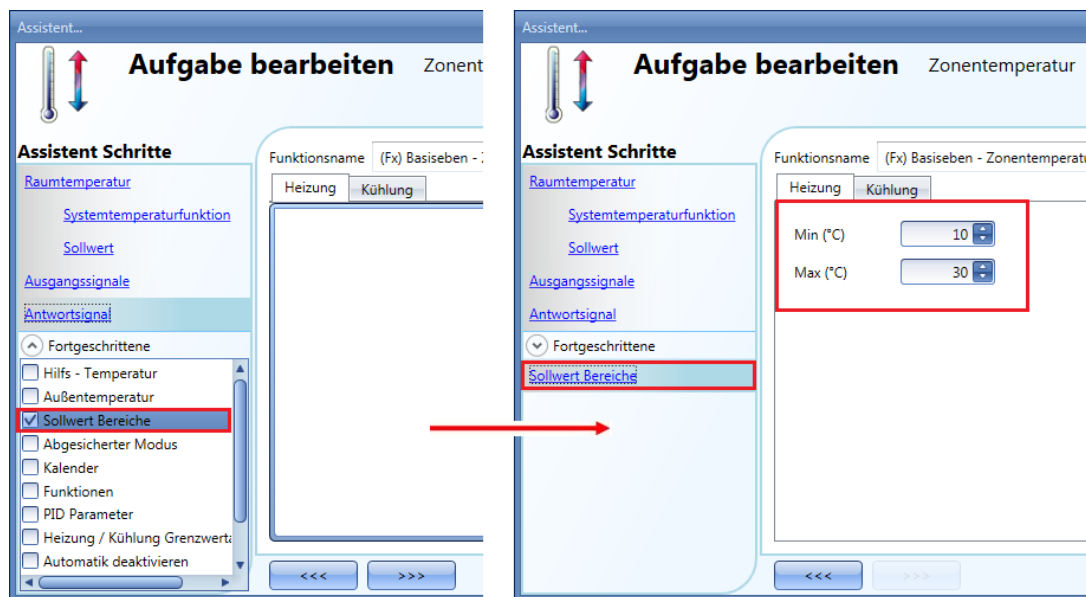 Assistent...
Aufgabe bearbeiten Zonent
Assistent Schritte
Raumtemperatur
Systemtemperaturfunktion
Sollwert
Ausgangssignale
Antwortsignal
Fortgeschrittene
Hilfs - Temperatur
Außentemperatur
Sollwert Bereiche
Abgesicherter Modus
Kalender
Funktionen
PID Parameter
Heizung / Kühlung Grenzwerta
Automatik deaktivieren
Funktionsname (Fx) Basiseben -
Heizung Kühlung
<<< >>>
Assistent...
Aufgabe bearbeiten Zonentemperatur
Assistent Schritte
Raumtemperatur
Systemtemperaturfunktion
Sollwert
Ausgangssignale
Antwortsignal
Fortgeschrittene
Sollwert Bereiche
Funktionsname (Fx) Basiseben - Zonentemperatu
Heizung Kühlung
Min (°C) 10
Max (°C) 30
<<< >>>